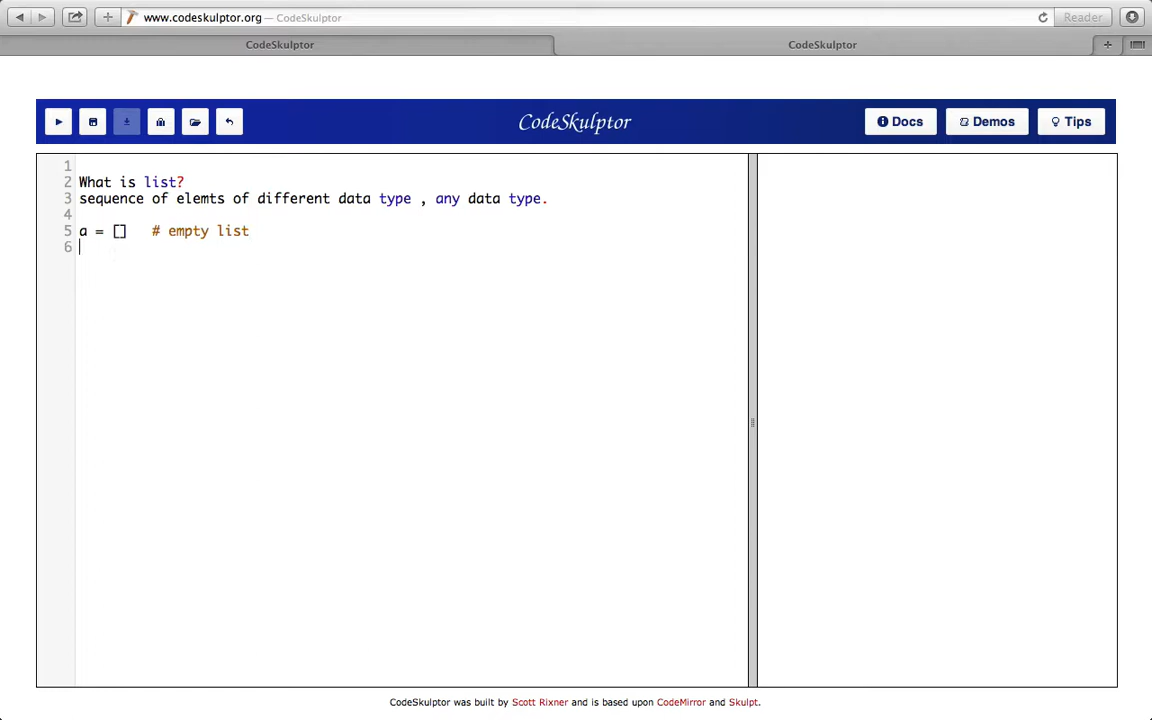 www.codeskulptor.org — CodeSkulptor
Reader
CodeSkulptor
CodeSkulptor
CodeSkulptor
Docs
Demos
Tips
1
2 What is list?
3 sequence of elemts of different data type , any data type.
4
5 a = [] # empty list
6
CodeSkulptor was built by Scott Rixner and is based upon CodeMirror and Skulpt.